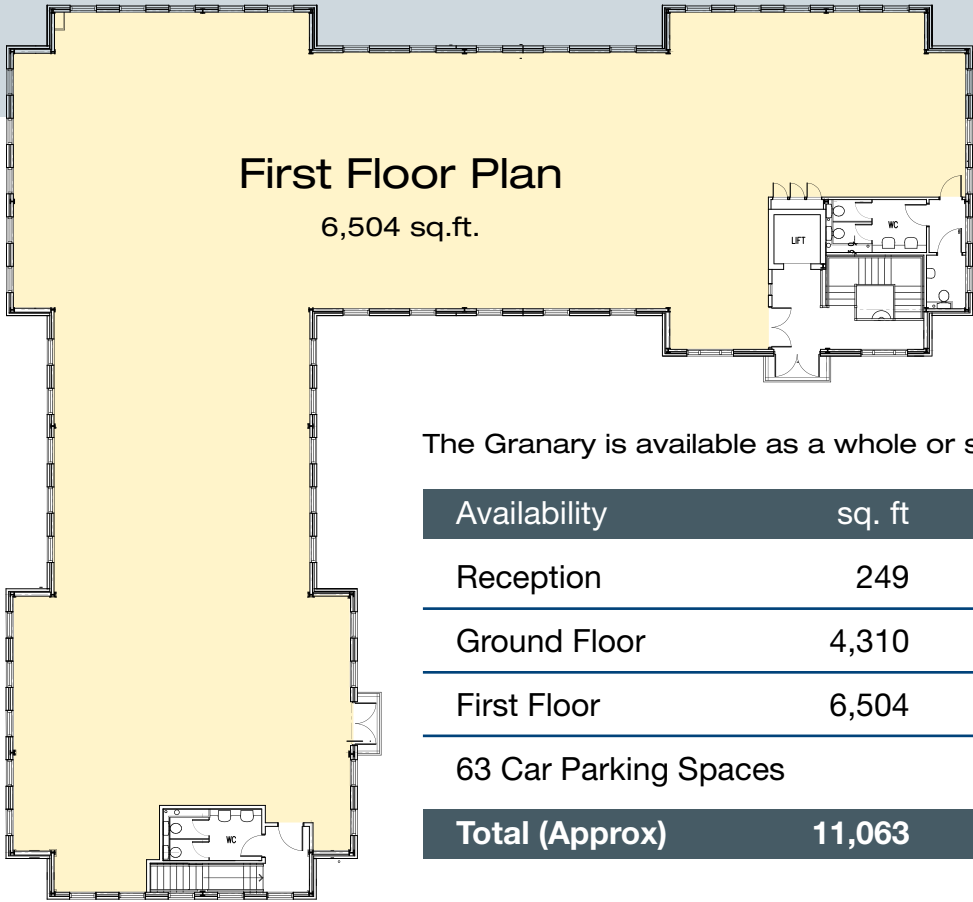 First Floor Plan
6,504 sq.ft.
WC
LIFT
The Granary is available as a whole or s
Availability sq. ft
Reception 249
Ground Floor 4,310
First Floor 6,504
63 Car Parking Spaces
Total (Approx) 11,063
WC